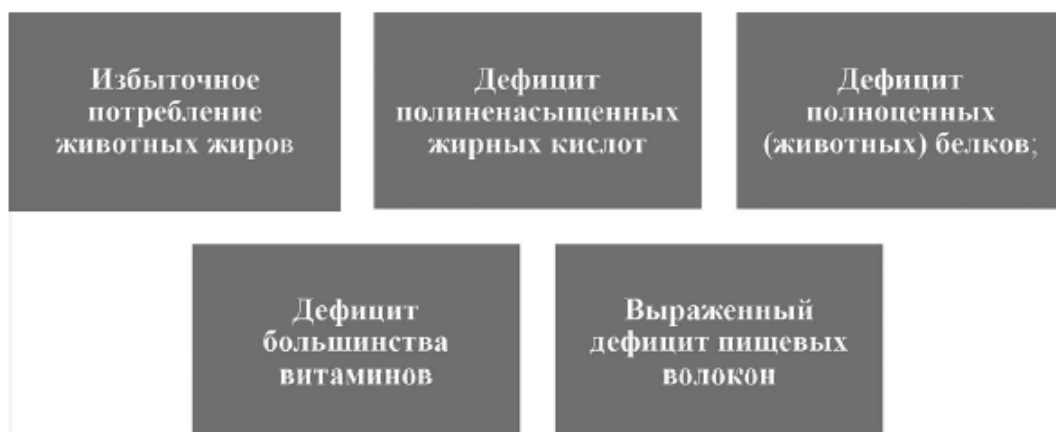 Избыточное
потребление
животных жиров
Дефицит
полиненасыщенных
жирных кислот
Дефицит
полноценных
(животных) белков;
Дефицит
большинства
витаминов
Выраженный
дефицит пищевых
волокон